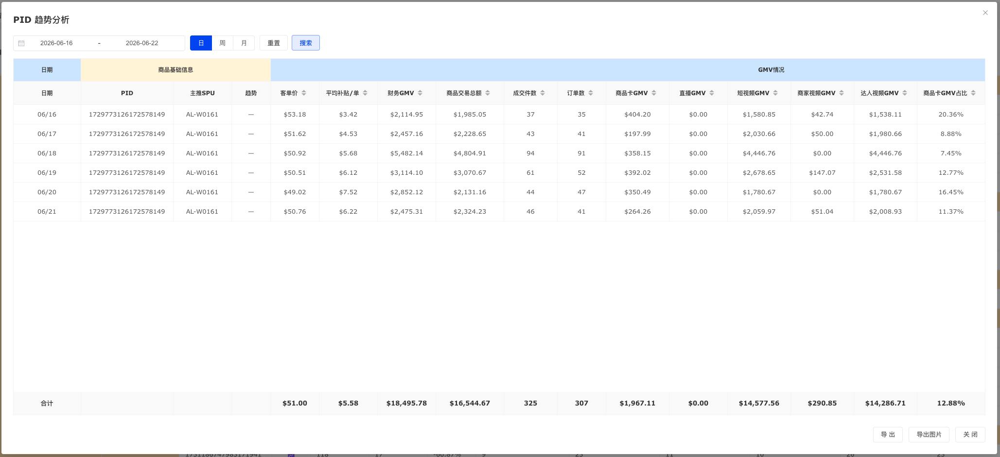 PID 趋势分析
2026-06-16 - 2026-06-22 日 周 月 重置 搜索
日期 商品基础信息 GMV情况
日期 PID 主推SPU 趋势 客单价 平均补贴/单 财务GMV 商品交易总额 成交件数 订单数 商品卡GMV 直播GMV 短视频GMV 商家视频GMV 达人视频GMV 商品卡GMV占比
06/16 1729773126172578149 AL-W0161 — $53.18 $3.42 $2,114.95 $1,985.05 37 35 $404.20 $0.00 $1,580.85 $42.74 $1,538.11 20.36%
06/17 1729773126172578149 AL-W0161 — $51.62 $4.53 $2,457.16 $2,228.65 43 41 $197.99 $0.00 $2,030.66 $50.00 $1,980.66 8.88%
06/18 1729773126172578149 AL-W0161 — $50.92 $5.68 $5,482.14 $4,804.91 94 91 $358.15 $0.00 $4,446.76 $0.00 $4,446.76 7.45%
06/19 1729773126172578149 AL-W0161 — $50.51 $6.12 $3,114.10 $3,070.67 61 52 $392.02 $0.00 $2,678.65 $147.07 $2,531.58 12.77%
06/20 1729773126172578149 AL-W0161 — $49.02 $7.52 $2,852.12 $2,131.16 44 47 $350.49 $0.00 $1,780.67 $0.00 $1,780.67 16.45%
06/21 1729773126172578149 AL-W0161 — $50.76 $6.22 $2,475.31 $2,324.23 46 41 $264.26 $0.00 $2,059.97 $51.04 $2,008.93 11.37%
合计 $51.00 $5.58 $18,495.78 $16,544.67 325 307 $1,967.11 $0.00 $14,577.56 $290.85 $14,286.71 12.88%
导 出 导出图片 关 闭